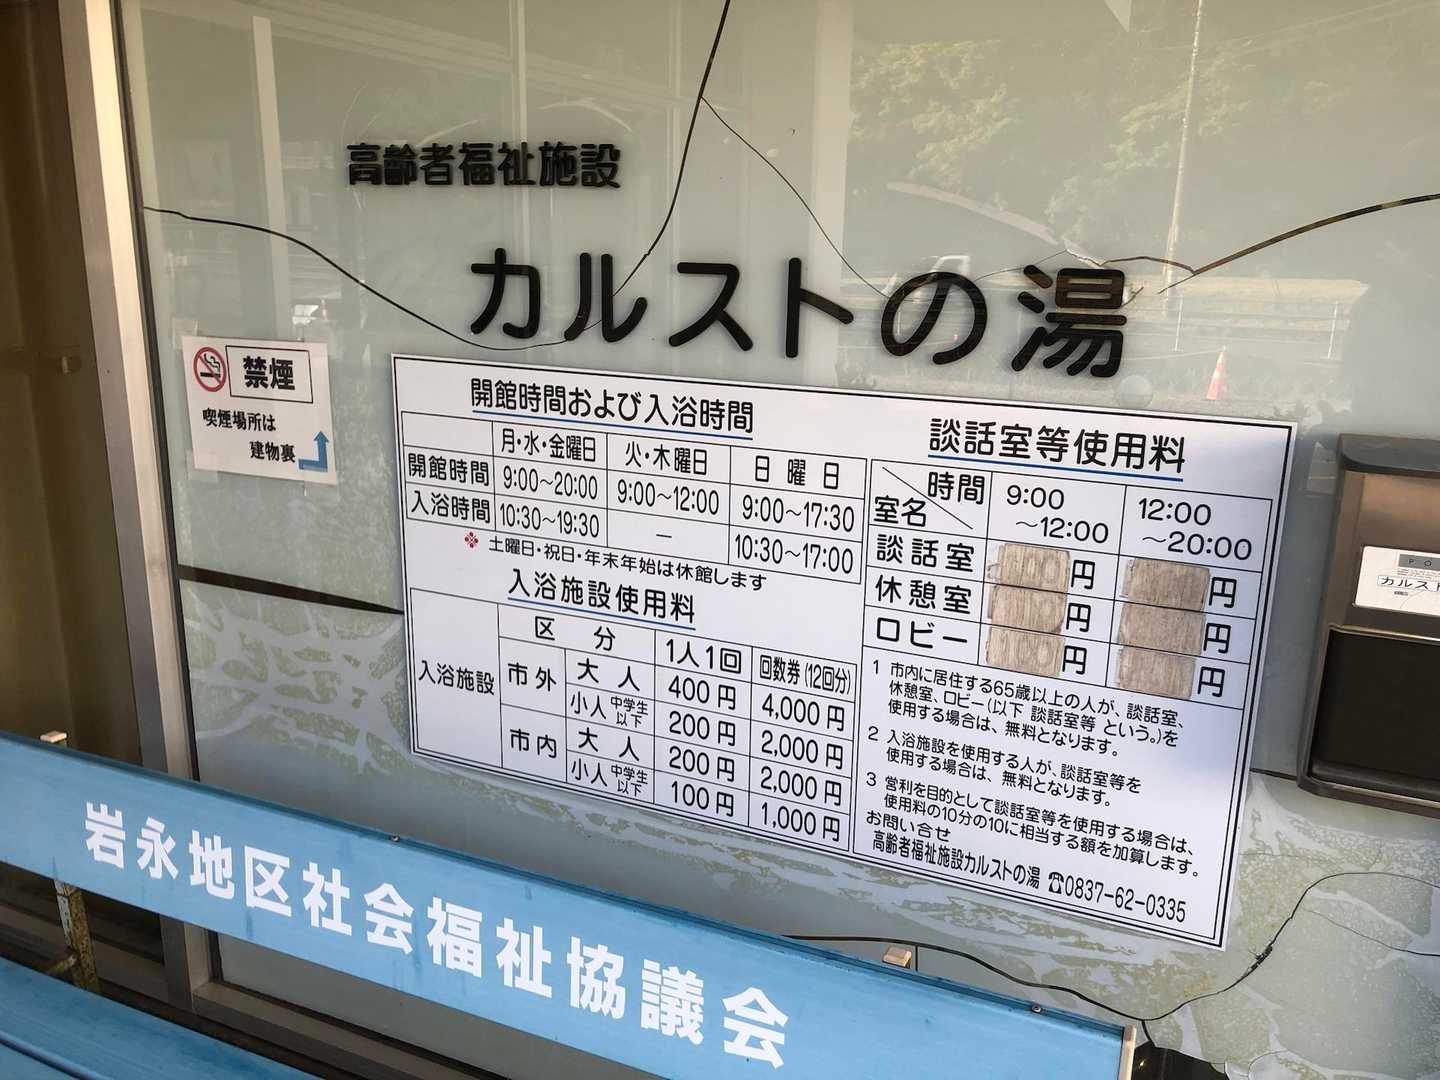 高齢者福祉施設
カルストの湯
禁煙
喫煙場所は
建物裏
開館時間および入浴時間
月・水・金曜日 火・木曜日 日曜日
開館時間 9:00〜20:00 9:00〜12:00 9:00〜17:30
入浴時間 10:30〜19:30 － 10:30〜17:00
※ 土曜日・祝日・年末年始は休館します
入浴施設使用料
区分 1人1回 回数券(12回分)
入浴施設
市外 大人 400円 4,000円
小人 中学生以下 200円 2,000円
市内 大人 200円 2,000円
小人 中学生以下 100円 1,000円
談話室等使用料
時間 室名 9:00〜12:00 12:00〜20:00
談話室 円 円
休憩室 円 円
ロビー 円 円
1 市内に居住する65歳以上の人が、談話室、
休憩室、ロビー(以下 談話室等 という。)を
使用する場合は、無料となります。
2 入浴施設を使用する人が、談話室等を
使用する場合は、無料となります。
3 営利を目的として談話室等を使用する場合は、
使用料の10分の10に相当する額を加算します。
お問い合せ
高齢者福祉施設カルストの湯 ☎0837-62-0335
岩永地区社会福祉協議会
カルスト